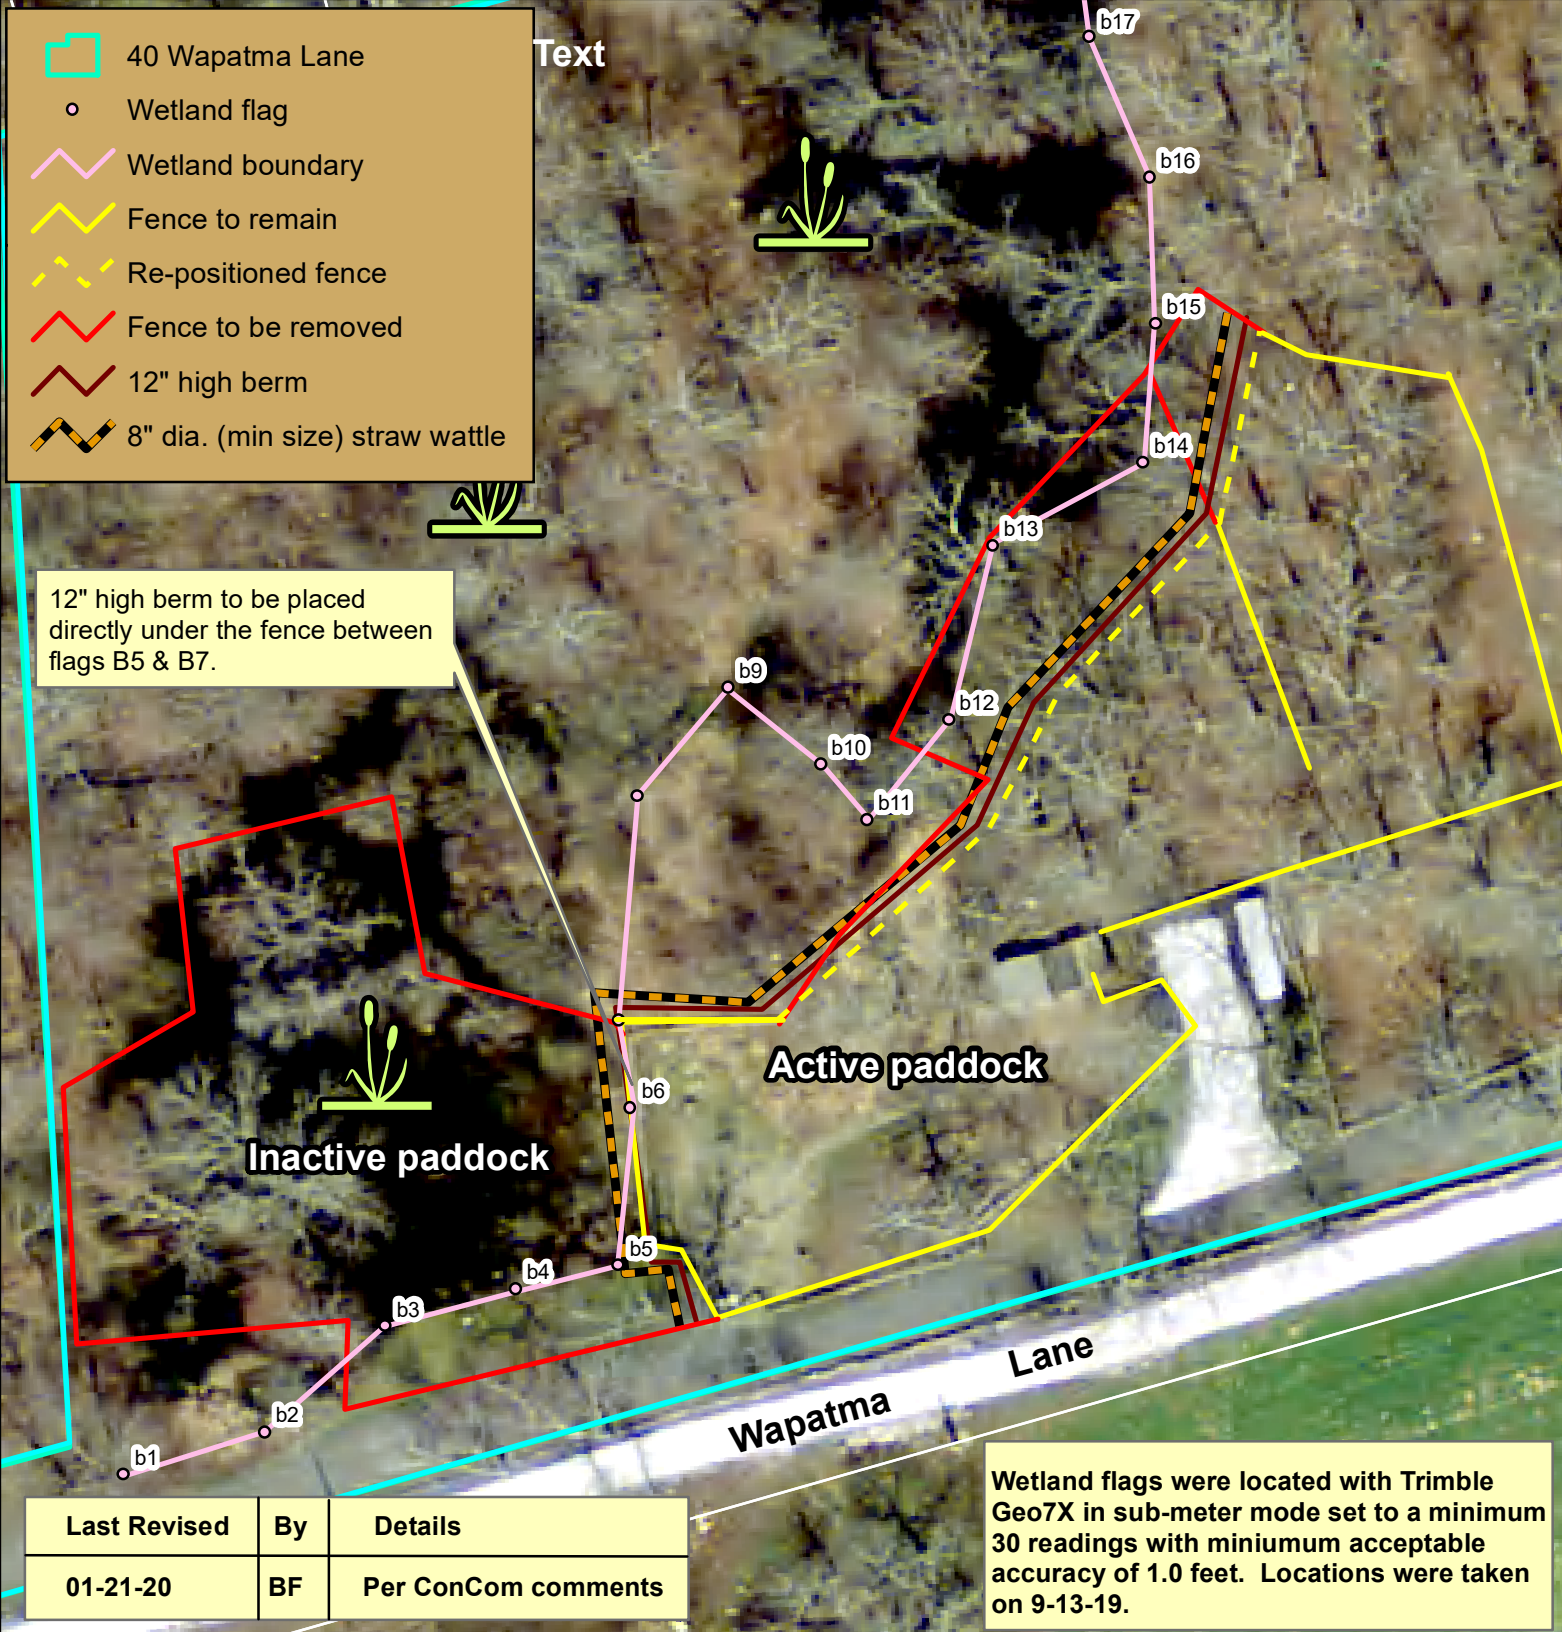 40 Wapatma Lane
Wetland flag
Wetland boundary
Fence to remain
Re-positioned fence
Fence to be removed
12" high berm
8" dia. (min size) straw wattle
Text
b17
b16
b15
b14
b13
12" high berm to be placed
directly under the fence between
flags B5 & B7.
b9
b12
b10
b11
Active paddock
b6
Inactive paddock
b5
b4
b3
b2
b1
Wapatma Lane
Last Revised By Details
01-21-20 BF Per ConCom comments
Wetland flags were located with Trimble
Geo7X in sub-meter mode set to a minimum
30 readings with miniumum acceptable
accuracy of 1.0 feet. Locations were taken
on 9-13-19.